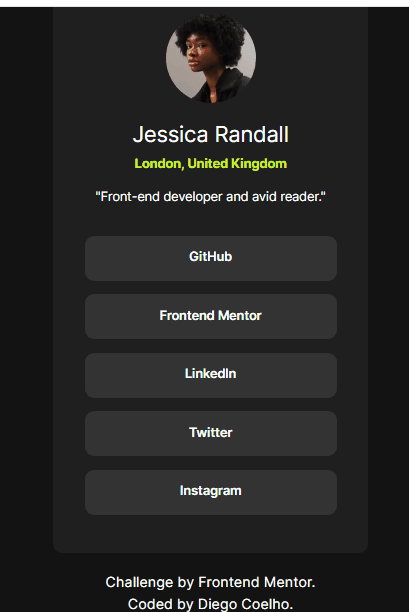 Jessica Randall
London, United Kingdom
"Front-end developer and avid reader."
GitHub
Frontend Mentor
LinkedIn
Twitter
Instagram
Challenge by Frontend Mentor.
Coded by Diego Coelho.